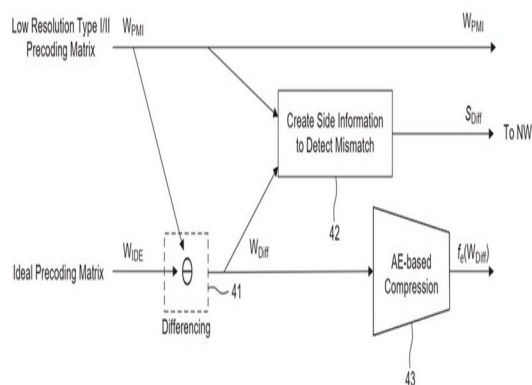 Low Resolution Type I/II
Precoding Matrix
W_PMI
W_PMI
Create Side Information
to Detect Mismatch
S_Diff
To NW
42
W_IDE
Ideal Precoding Matrix
W_Diff
41
Differencing
AE-based
Compression
f_e(W_Diff)
43